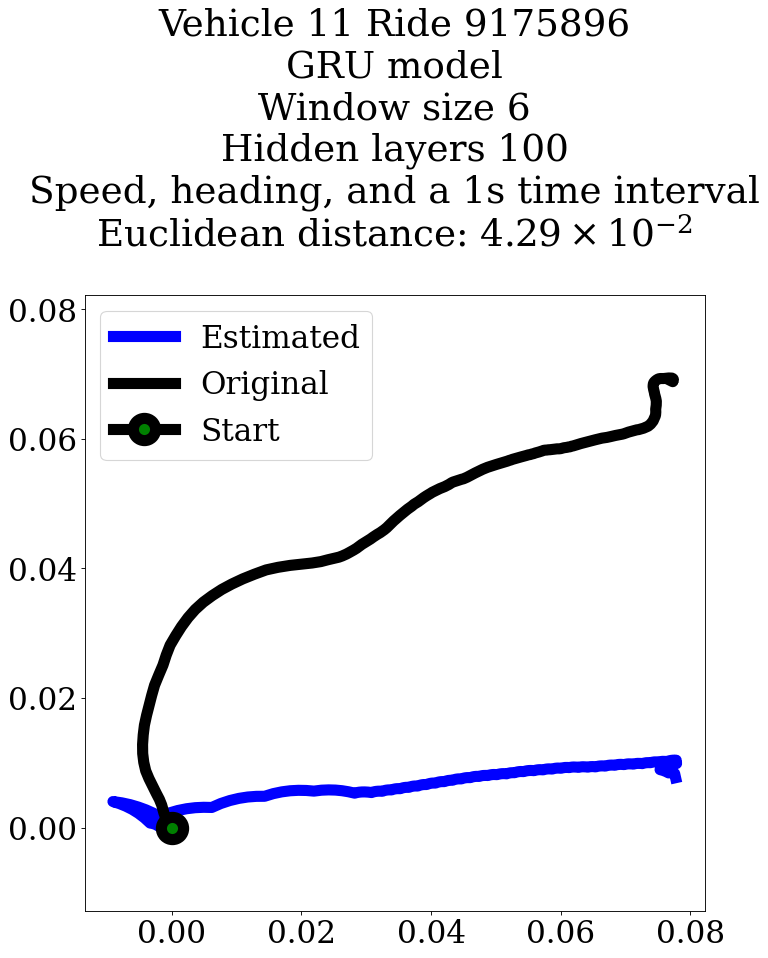 Vehicle 11 Ride 9175896
GRU model
Window size 6
Hidden layers 100
Speed, heading, and a 1s time interval
Euclidean distance: 4.29 × 10⁻²
Estimated
Original
Start
0.08
0.06
0.04
0.02
0.00
0.00 0.02 0.04 0.06 0.08